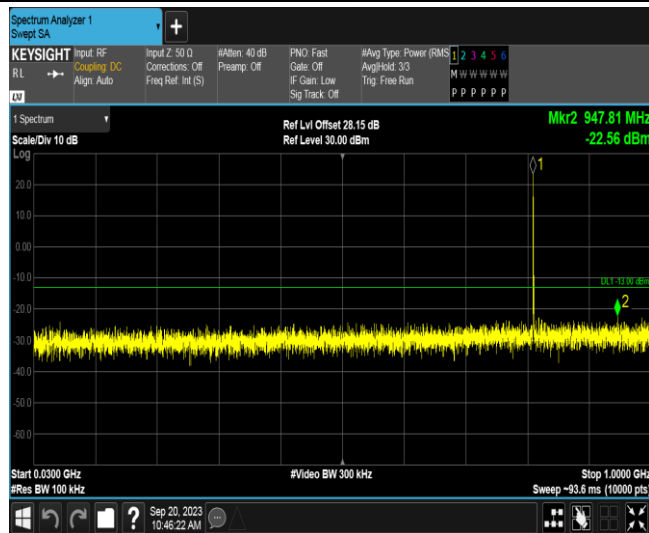 Spectrum Analyzer 1
Swept SA
KEYSIGHT
RL
LXI
Input: RF
Coupling: DC
Align: Auto
Input Z: 50 Ω
Corrections: Off
Freq Ref: Int (S)
#Atten: 40 dB
Preamp: Off
PNO: Fast
Gate: Off
IF Gain: Low
Sig Track: Off
#Avg Type: Power (RMS
Avg|Hold: 3/3
Trig: Free Run
1 2 3 4 5 6
M W W W W W
P P P P P P
1 Spectrum
Scale/Div 10 dB
Log
Ref Lvl Offset 28.15 dB
Ref Level 30.00 dBm
Mkr2 947.81 MHz
-22.56 dBm
1
20.0
10.0
0.00
-10.0
DL1 -13.00 dBm
2
-20.0
-30.0
-40.0
-50.0
-60.0
Start 0.0300 GHz
#Res BW 100 kHz
#Video BW 300 kHz
Stop 1.0000 GHz
Sweep ~93.6 ms (10000 pts)
?
Sep 20, 2023
10:46:22 AM